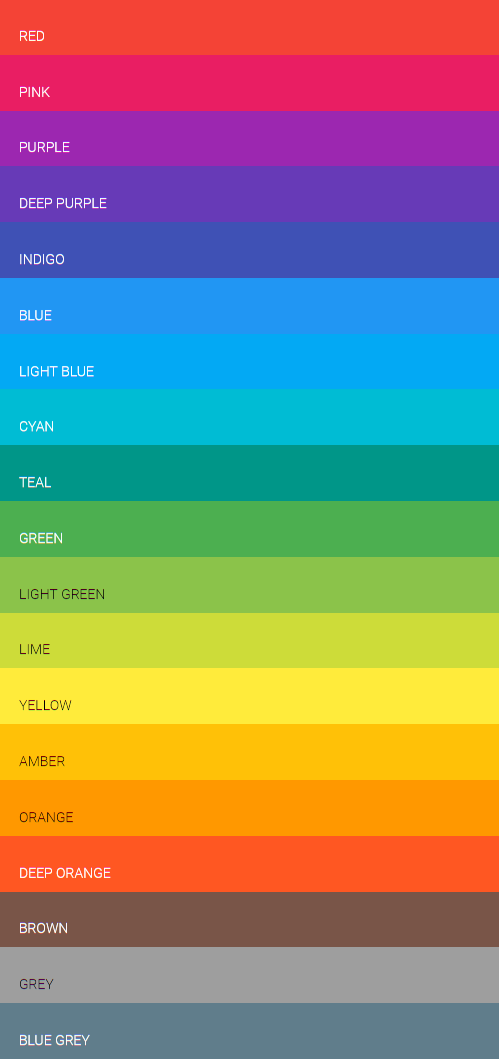 RED
PINK
PURPLE
DEEP PURPLE
INDIGO
BLUE
LIGHT BLUE
CYAN
TEAL
GREEN
LIGHT GREEN
LIME
YELLOW
AMBER
ORANGE
DEEP ORANGE
BROWN
GREY
BLUE GREY